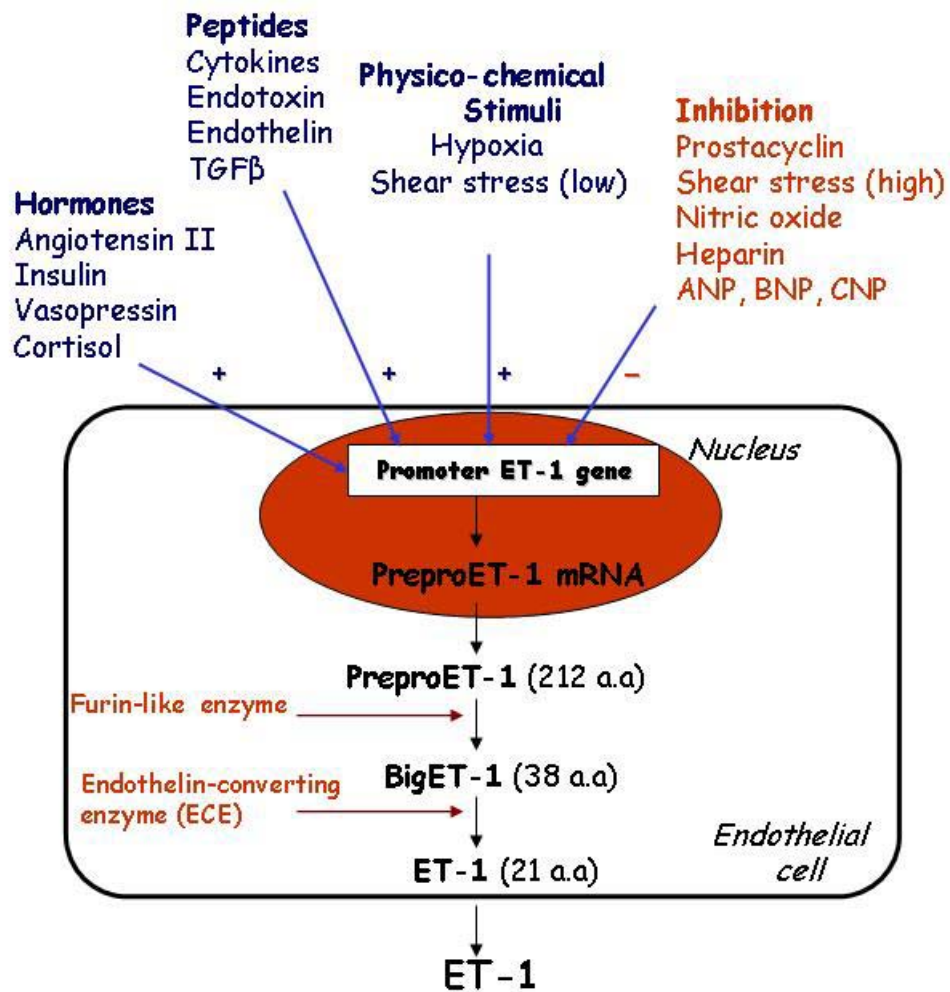 Peptides
Cytokines
Endotoxin
Endothelin
TGFβ
Physico-chemical
Stimuli
Hypoxia
Shear stress (low)
Inhibition
Prostacyclin
Shear stress (high)
Nitric oxide
Heparin
ANP, BNP, CNP
Hormones
Angiotensin II
Insulin
Vasopressin
Cortisol
+
+
+
–
Nucleus
Promoter ET-1 gene
PreproET-1 mRNA
PreproET-1 (212 a.a)
Furin-like enzyme
BigET-1 (38 a.a)
Endothelin-converting
enzyme (ECE)
ET-1 (21 a.a)
Endothelial
cell
ET-1